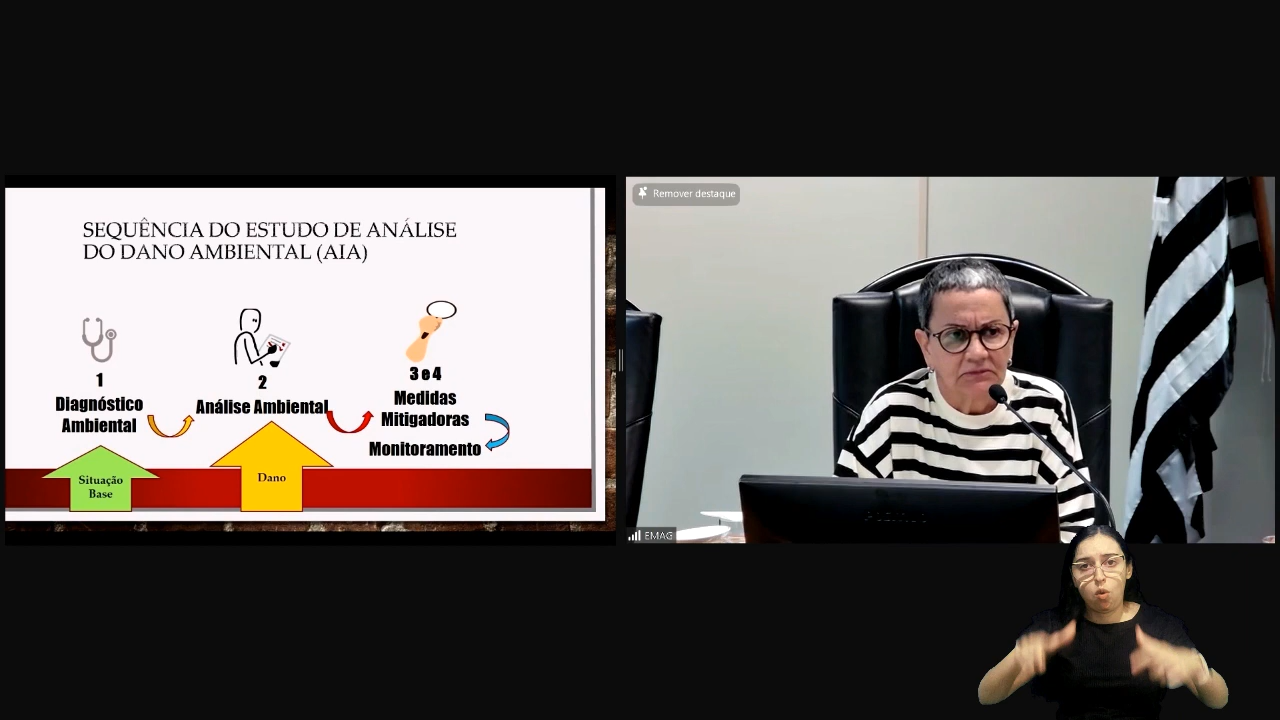 SEQUÊNCIA DO ESTUDO DE ANÁLISE
DO DANO AMBIENTAL (AIA)
1
Diagnóstico
Ambiental
2
Análise Ambiental
3 e 4
Medidas
Mitigadoras
Monitoramento
Situação
Base
Dano
Remover destaque
EMAG